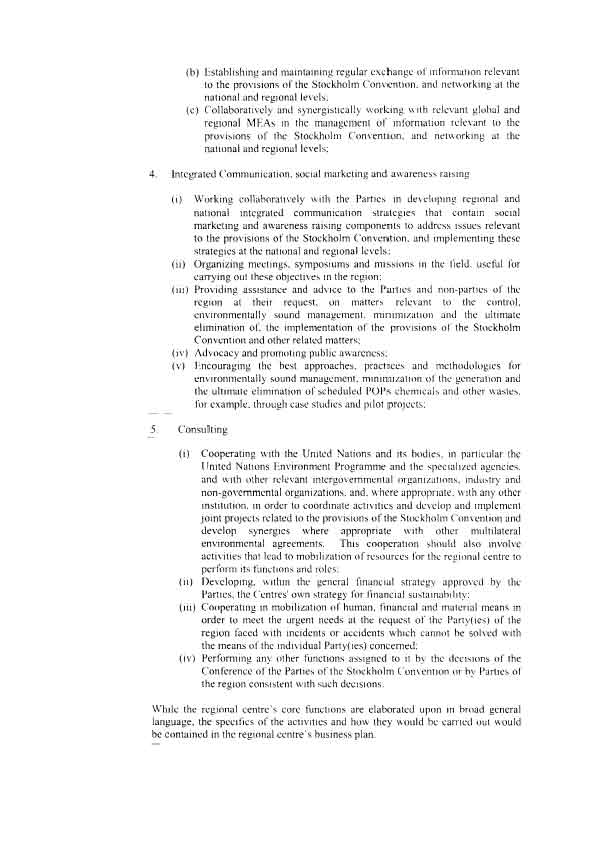 (b) Establishing and maintaining regular exchange of information relevant
to the provisions of the Stockholm Convention, and networking at the
national and regional levels;
(c) Collaboratively and synergistically working with relevant global and
regional MEAs in the management of information relevant to the
provisions of the Stockholm Convention, and networking at the
national and regional levels;
4. Integrated Communication, social marketing and awareness raising
(i) Working collaboratively with the Parties in developing regional and
national integrated communication strategies that contain social
marketing and awareness raising components to address issues relevant
to the provisions of the Stockholm Convention, and implementing these
strategies at the national and regional levels;
(ii) Organizing meetings, symposiums and missions in the field, useful for
carrying out these objectives in the region;
(iii) Providing assistance and advice to the Parties and non-parties of the
region at their request, on matters relevant to the control,
environmentally sound management, minimization and the ultimate
elimination of, the implementation of the provisions of the Stockholm
Convention and other related matters;
(iv) Advocacy and promoting public awareness;
(v) Encouraging the best approaches, practices and methodologies for
environmentally sound management, minimization of the generation and
the ultimate elimination of scheduled POPs chemicals and other wastes,
for example, through case studies and pilot projects;
5. Consulting
(i) Cooperating with the United Nations and its bodies, in particular the
United Nations Environment Programme and the specialized agencies,
and with other relevant intergovernmental organizations, industry and
non-governmental organizations, and, where appropriate, with any other
institution, in order to coordinate activities and develop and implement
joint projects related to the provisions of the Stockholm Convention and
develop synergies where appropriate with other multilateral
environmental agreements. This cooperation should also involve
activities that lead to mobilization of resources for the regional centre to
perform its functions and roles;
(ii) Developing, within the general financial strategy approved by the
Parties, the Centres' own strategy for financial sustainability;
(iii) Cooperating in mobilization of human, financial and material means in
order to meet the urgent needs at the request of the Party(ies) of the
region faced with incidents or accidents which cannot be solved with
the means of the individual Party(ies) concerned;
(iv) Performing any other functions assigned to it by the decisions of the
Conference of the Parties of the Stockholm Convention or by Parties of
the region consistent with such decisions.
While the regional centre's core functions are elaborated upon in broad general
language, the specifics of the activities and how they would be carried out would
be contained in the regional centre's business plan.